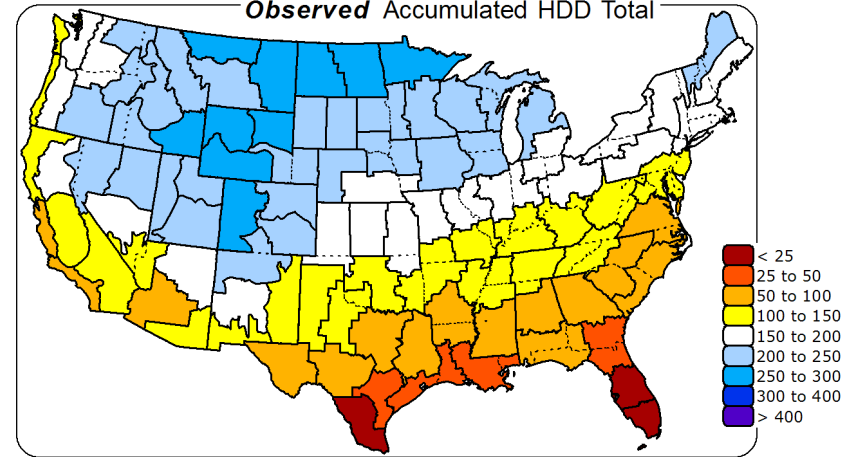 Observed Accumulated HDD Total
< 25
25 to 50
50 to 100
100 to 150
150 to 200
200 to 250
250 to 300
300 to 400
> 400